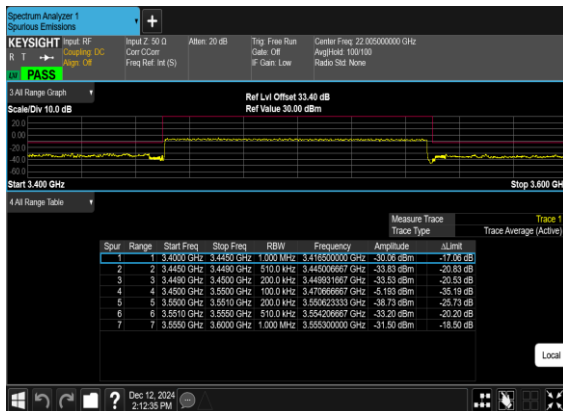 Spectrum Analyzer 1
Spurious Emissions
+
KEYSIGHT Input: RF
R T Coupling: DC
Align: Off
LXI PASS
Input Z: 50 Ω
Corr CCorr
Freq Ref: Int (S)
Atten: 20 dB
Trig: Free Run
Gate: Off
IF Gain: Low
Center Freq: 22.005000000 GHz
Avg|Hold: 100/100
Radio Std: None
3 All Range Graph
Scale/Div 10.0 dB
Ref Lvl Offset 33.40 dB
Ref Value 30.00 dBm
20.0
0.00
-20.0
-40.0
-60.0
Start 3.400 GHz
Stop 3.600 GH
4 All Range Table
Measure Trace Trace 1
Trace Type Trace Average (Active)
Spur Range Start Freq Stop Freq RBW Frequency Amplitude ΔLimit
1 1 3.4000 GHz 3.4450 GHz 1.000 MHz 3.416500000 GHz -30.06 dBm -17.06 dB
2 2 3.4450 GHz 3.4490 GHz 510.0 kHz 3.445006667 GHz -33.83 dBm -20.83 dB
3 3 3.4490 GHz 3.4500 GHz 200.0 kHz 3.449931667 GHz -33.53 dBm -20.53 dB
4 4 3.4500 GHz 3.5500 GHz 100.0 kHz 3.470666667 GHz -5.193 dBm -35.19 dB
5 5 3.5500 GHz 3.5510 GHz 200.0 kHz 3.550623333 GHz -38.73 dBm -25.73 dB
6 6 3.5510 GHz 3.5550 GHz 510.0 kHz 3.554206667 GHz -33.20 dBm -20.20 dB
7 7 3.5550 GHz 3.6000 GHz 1.000 MHz 3.555300000 GHz -31.50 dBm -18.50 dB
Local
? Dec 12, 2024
2:12:35 PM